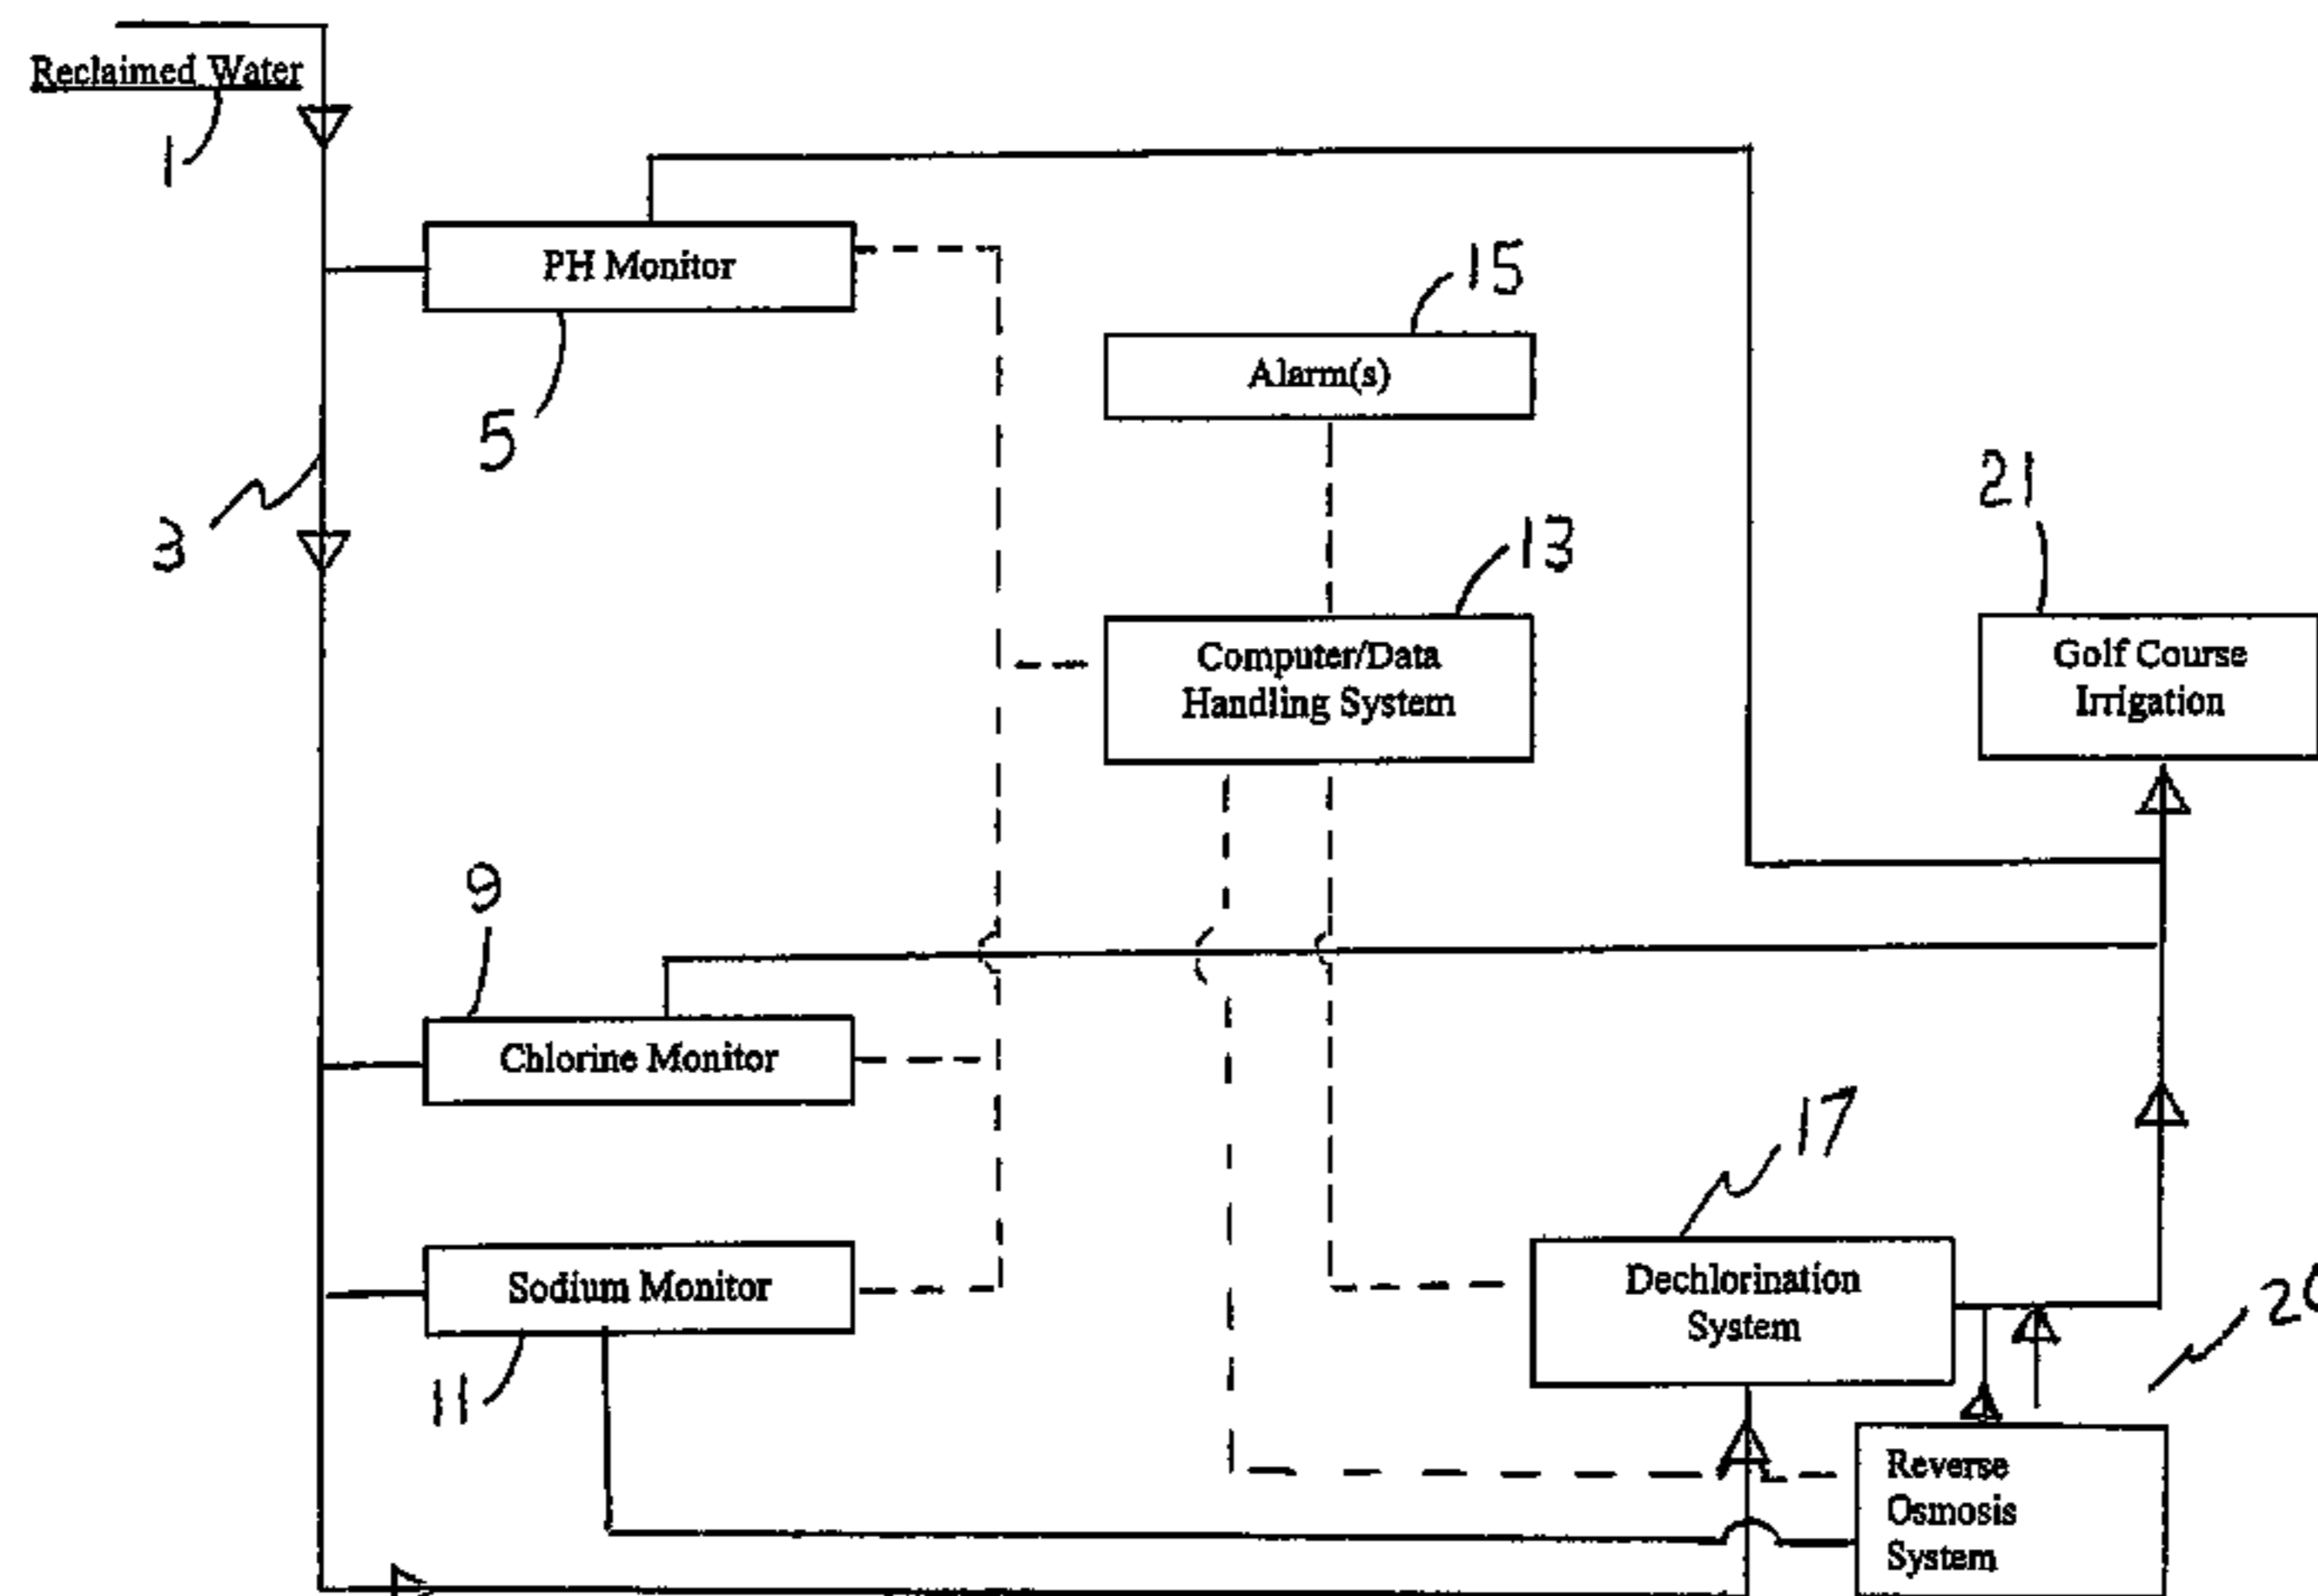 Reclaimed Water
1
PH Monitor
15
Alarm(s)
5
21
3
13
Computer/Data
Handling System
Golf Course
Irrigation
9
Chlorine Monitor
17
Sodium Monitor
Dechlorination
System
11
Reverse
Osmosis
System